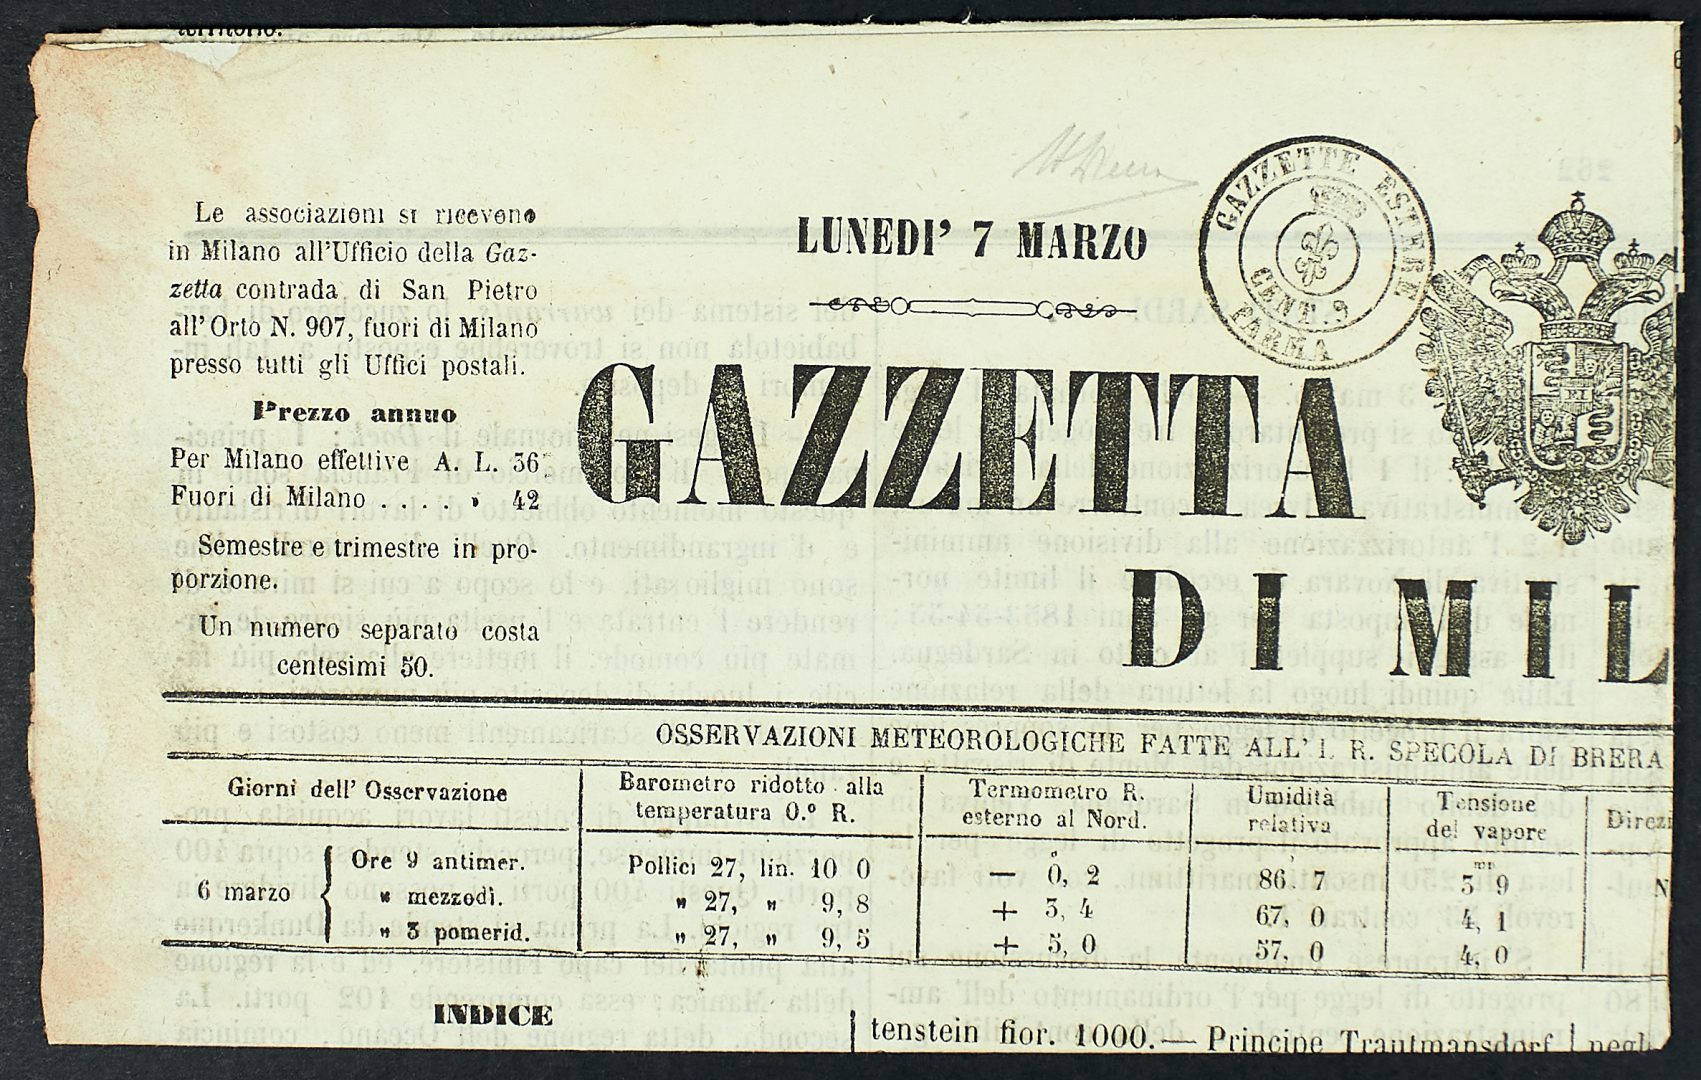 territorio.
Le associazioni si ricevono
in Milano all'Ufficio della Gaz-
zetta contrada di San Pietro
all'Orto N. 907, fuori di Milano
presso tutti gli Uffici postali.
Prezzo annuo
Per Milano effettive A. L. 36
Fuori di Milano . . . . » 42
Semestre e trimestre in pro-
porzione.
Un numero separato costa
centesimi 50.
LUNEDI' 7 MARZO
GAZZETTE ESTERE
CENT. 9
PARMA
GAZZETTA
DI MIL
OSSERVAZIONI METEOROLOGICHE FATTE ALL' I. R. SPECOLA DI BRERA
Giorni dell' Osservazione
Barometro ridotto alla
temperatura 0.° R.
Termometro R.
esterno al Nord.
Umidità
relativa
Tensione
del vapore
Direzi
6 marzo
Ore 9 antimer.
Pollici 27, lin. 10 0
— 0, 2
86. 7
3 9
N
» mezzodì.
» 27, » 9, 8
+ 3, 4
67, 0
4, 1
» 3 pomerid.
» 27, » 9, 5
+ 5, 0
57, 0
4, 0
INDICE
tenstein fior. 1000. — Principe Trautmansdorf
negli